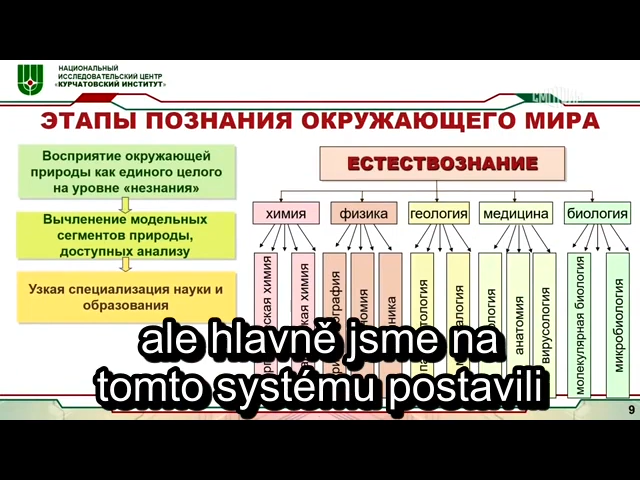 НАЦИОНАЛЬНЫЙ
ИССЛЕДОВАТЕЛЬСКИЙ ЦЕНТР
«КУРЧАТОВСКИЙ ИНСТИТУТ»
ЭТАПЫ ПОЗНАНИЯ ОКРУЖАЮЩЕГО МИРА
Восприятие окружающей
природы как единого целого
на уровне «незнания»
Вычленение модельных
сегментов природы,
доступных анализу
Узкая специализация науки и
образования
ЕСТЕСТВОЗНАНИЕ
химия физика геология медицина биология
химия
анатомия
вирусология
молекулярная биология
микробиология
ale hlavně jsme na
tomto systému postavili
9